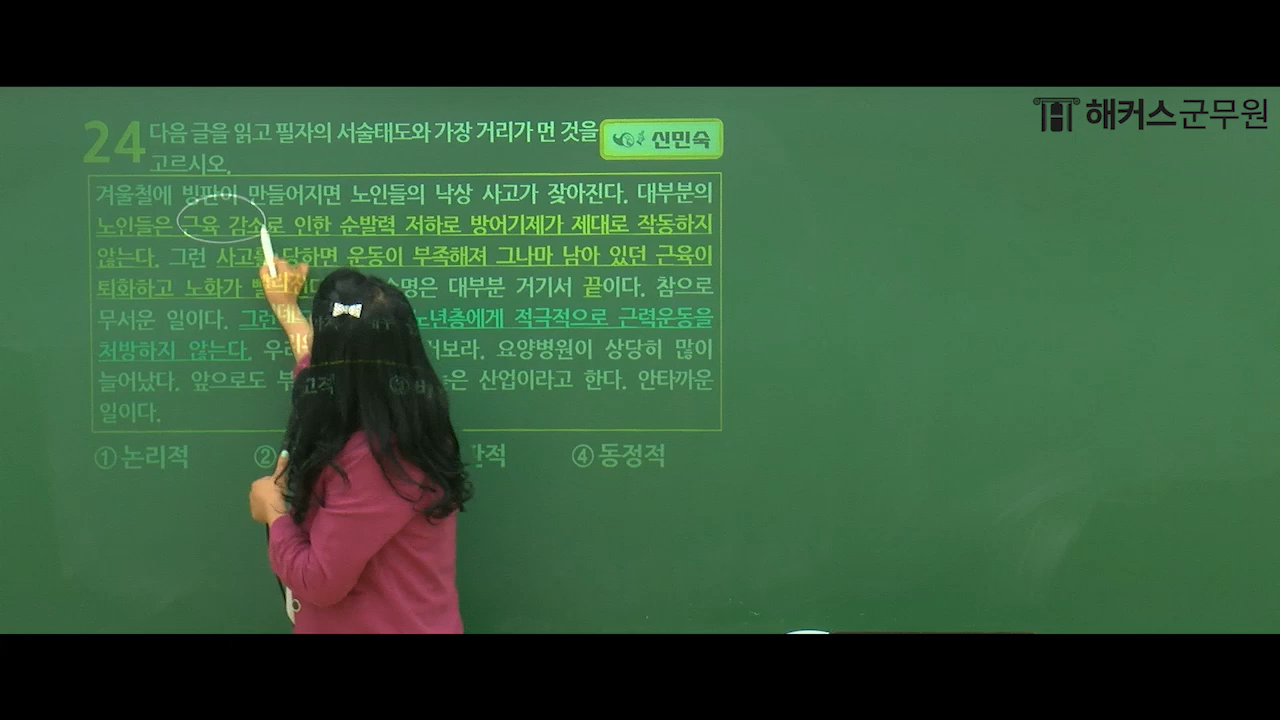 해커스군무원
24 다음 글을 읽고 필자의 서술태도와 가장 거리가 먼 것을
고르시오.
신민숙
겨울철에 빙판이 만들어지면 노인들의 낙상 사고가 잦아진다. 대부분의
노인들은 근육 감소로 인한 순발력 저하로 방어기제가 제대로 작동하지
않는다. 그런 사고를 당하면 운동이 부족해져 그나마 남아 있던 근육이
퇴화하고 노화가 빨라진다 대부분 거기서 끝이다. 참으로
무서운 일이다. 그런데 노년층에게 적극적으로 근력운동을
처방하지 않는다. 요양병원이 상당히 많이
늘어났다. 앞으로도 산업이라고 한다. 안타까운
일이다.
① 논리적 ② ④ 동정적